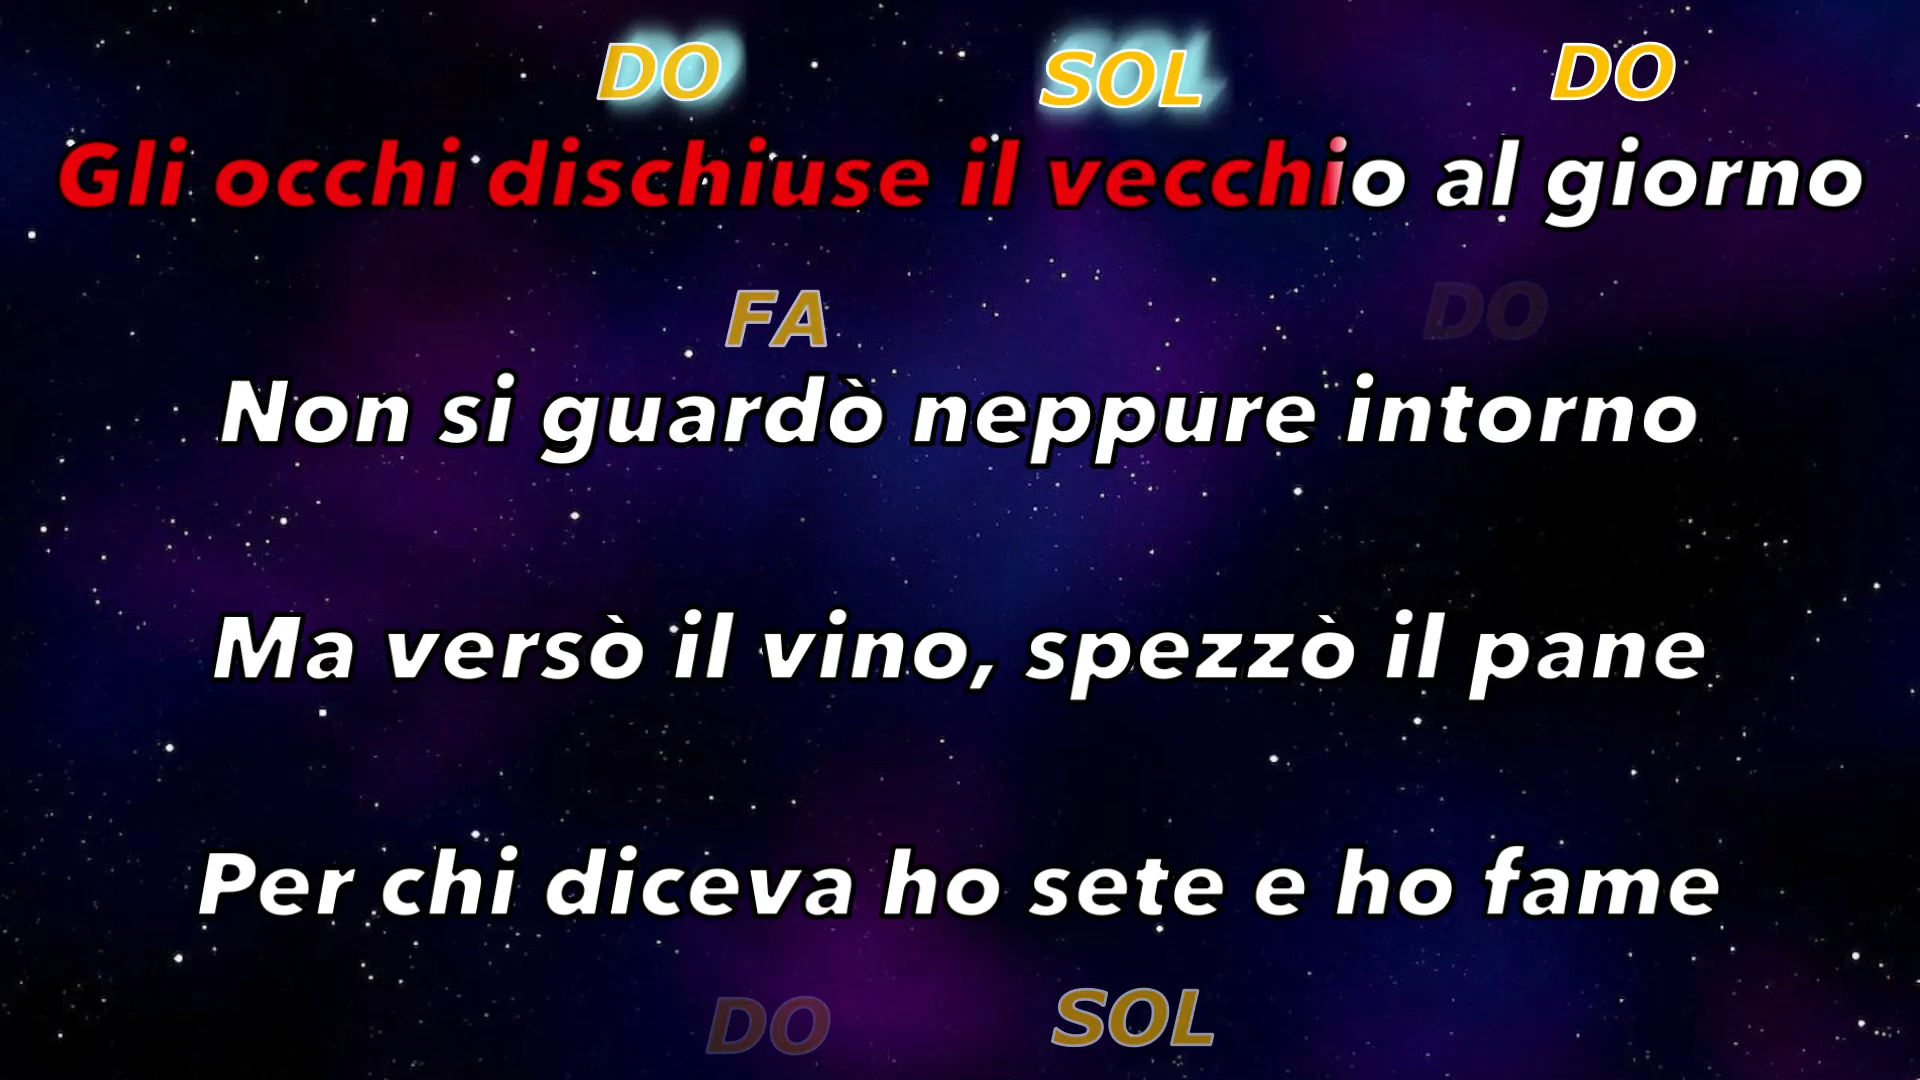 DO SOL DO
Gli occhi dischiuse il vecchio al giorno
FA DO
Non si guardò neppure intorno
Ma versò il vino, spezzò il pane
Per chi diceva ho sete e ho fame
DO SOL